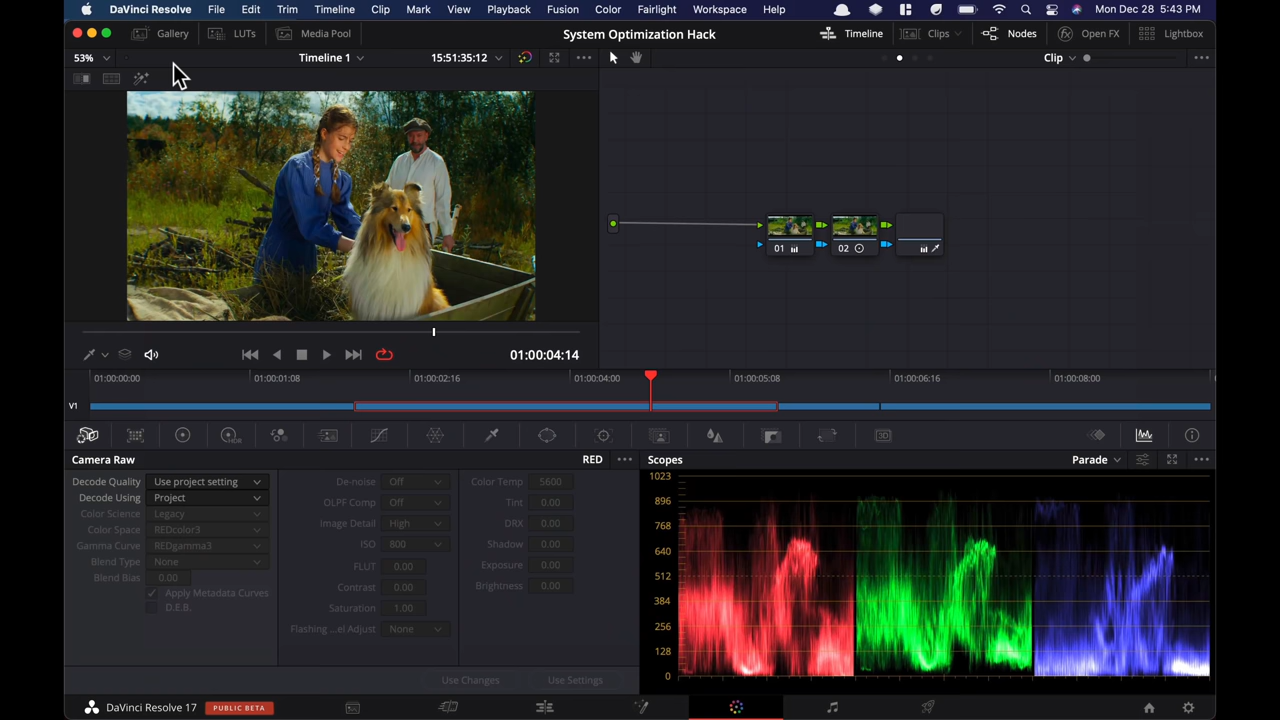 DaVinci Resolve File Edit Trim Timeline Clip Mark View Playback Fusion Color Fairlight Workspace Help Mon Dec 28 5:43 PM
Gallery LUTs Media Pool System Optimization Hack Timeline Clips Nodes Open FX Lightbox
53% Timeline 1 15:51:35:12 Clip
01 02
01:00:04:14
01:00:00:00 01:00:01:08 01:00:02:16 01:00:04:00 01:00:05:08 01:00:06:16 01:00:08:00
V1
HDR 3D
Camera Raw RED Scopes Parade
Decode Quality Use project setting De-noise Off Color Temp 5600 1023
Decode Using Project OLPF Comp Off Tint 0.00 896
Color Science Legacy Image Detail High DRX 0.00 768
Color Space REDcolor3 ISO 800 Shadow 0.00 640
Gamma Curve REDgamma3 FLUT 0.00 Exposure 0.00 512
Blend Type None Contrast 0.00 Brightness 0.00 384
Blend Bias 0.00 Saturation 1.00 256
Apply Metadata Curves Flashing ...el Adjust None 128
D.E.B. 0
Use Changes Use Settings
DaVinci Resolve 17 PUBLIC BETA